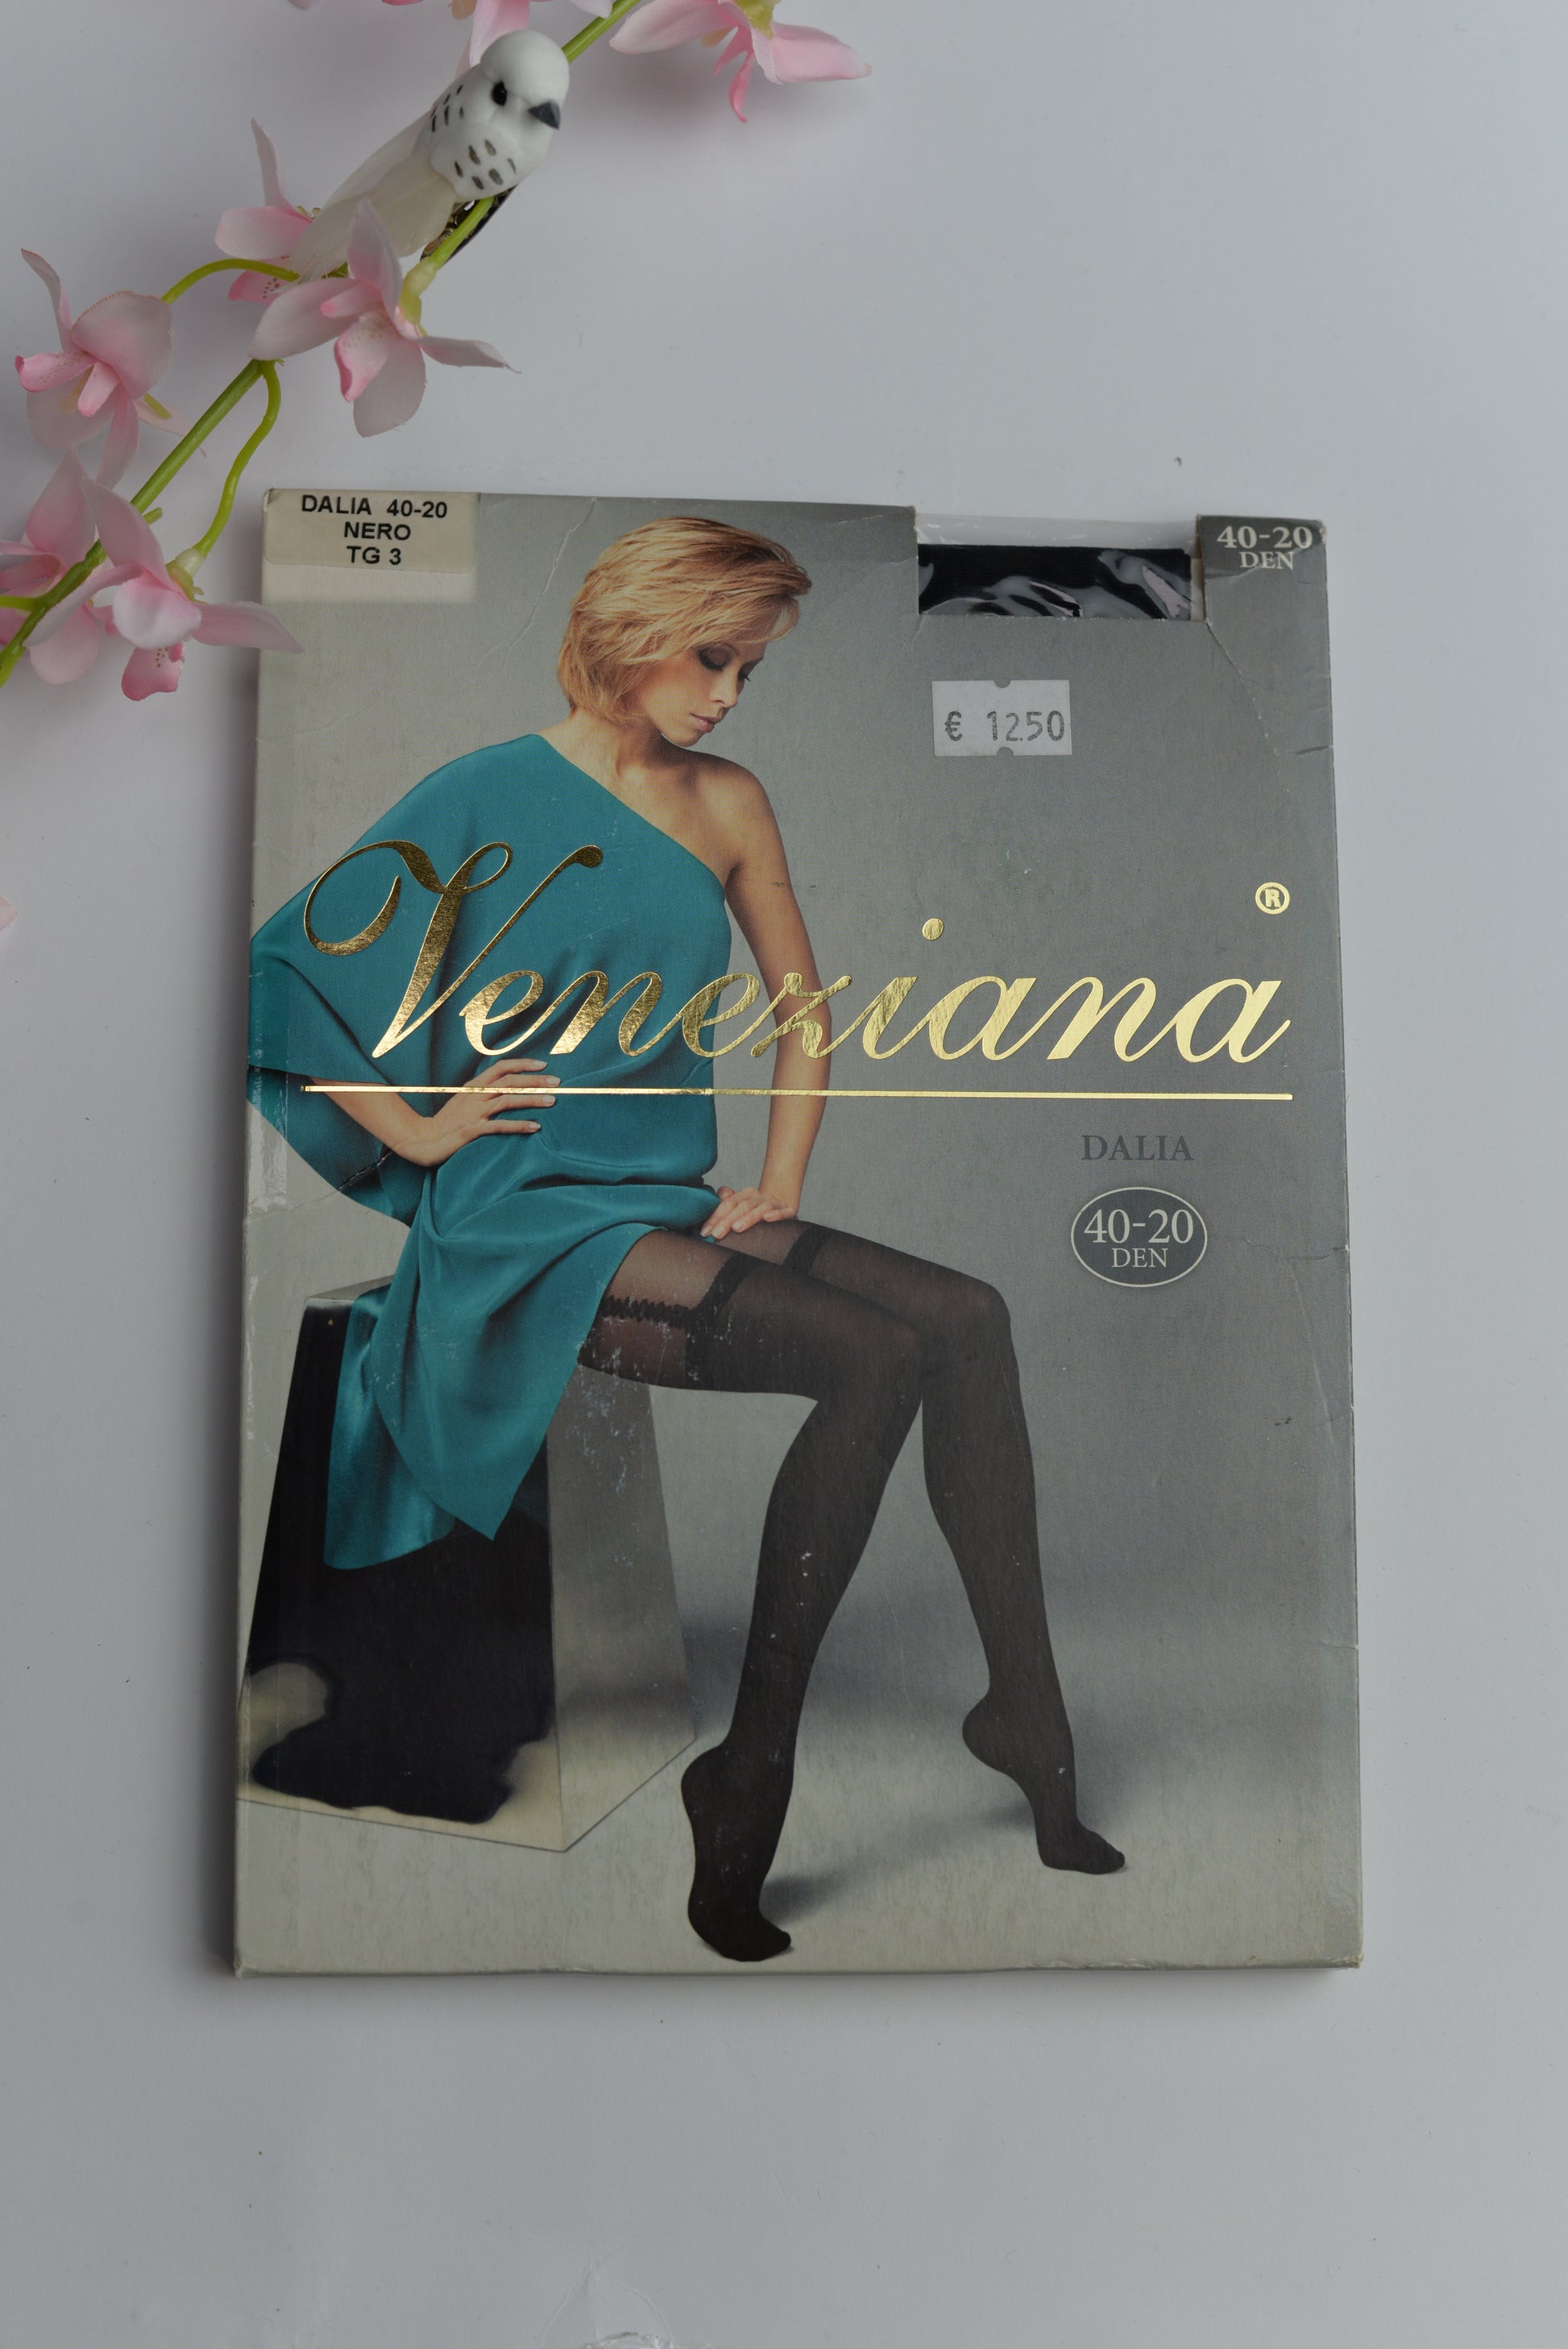 DALIA 40-20
NERO
TG 3
40-20
DEN
€ 12.50
Veneziana®
DALIA
40-20
DEN